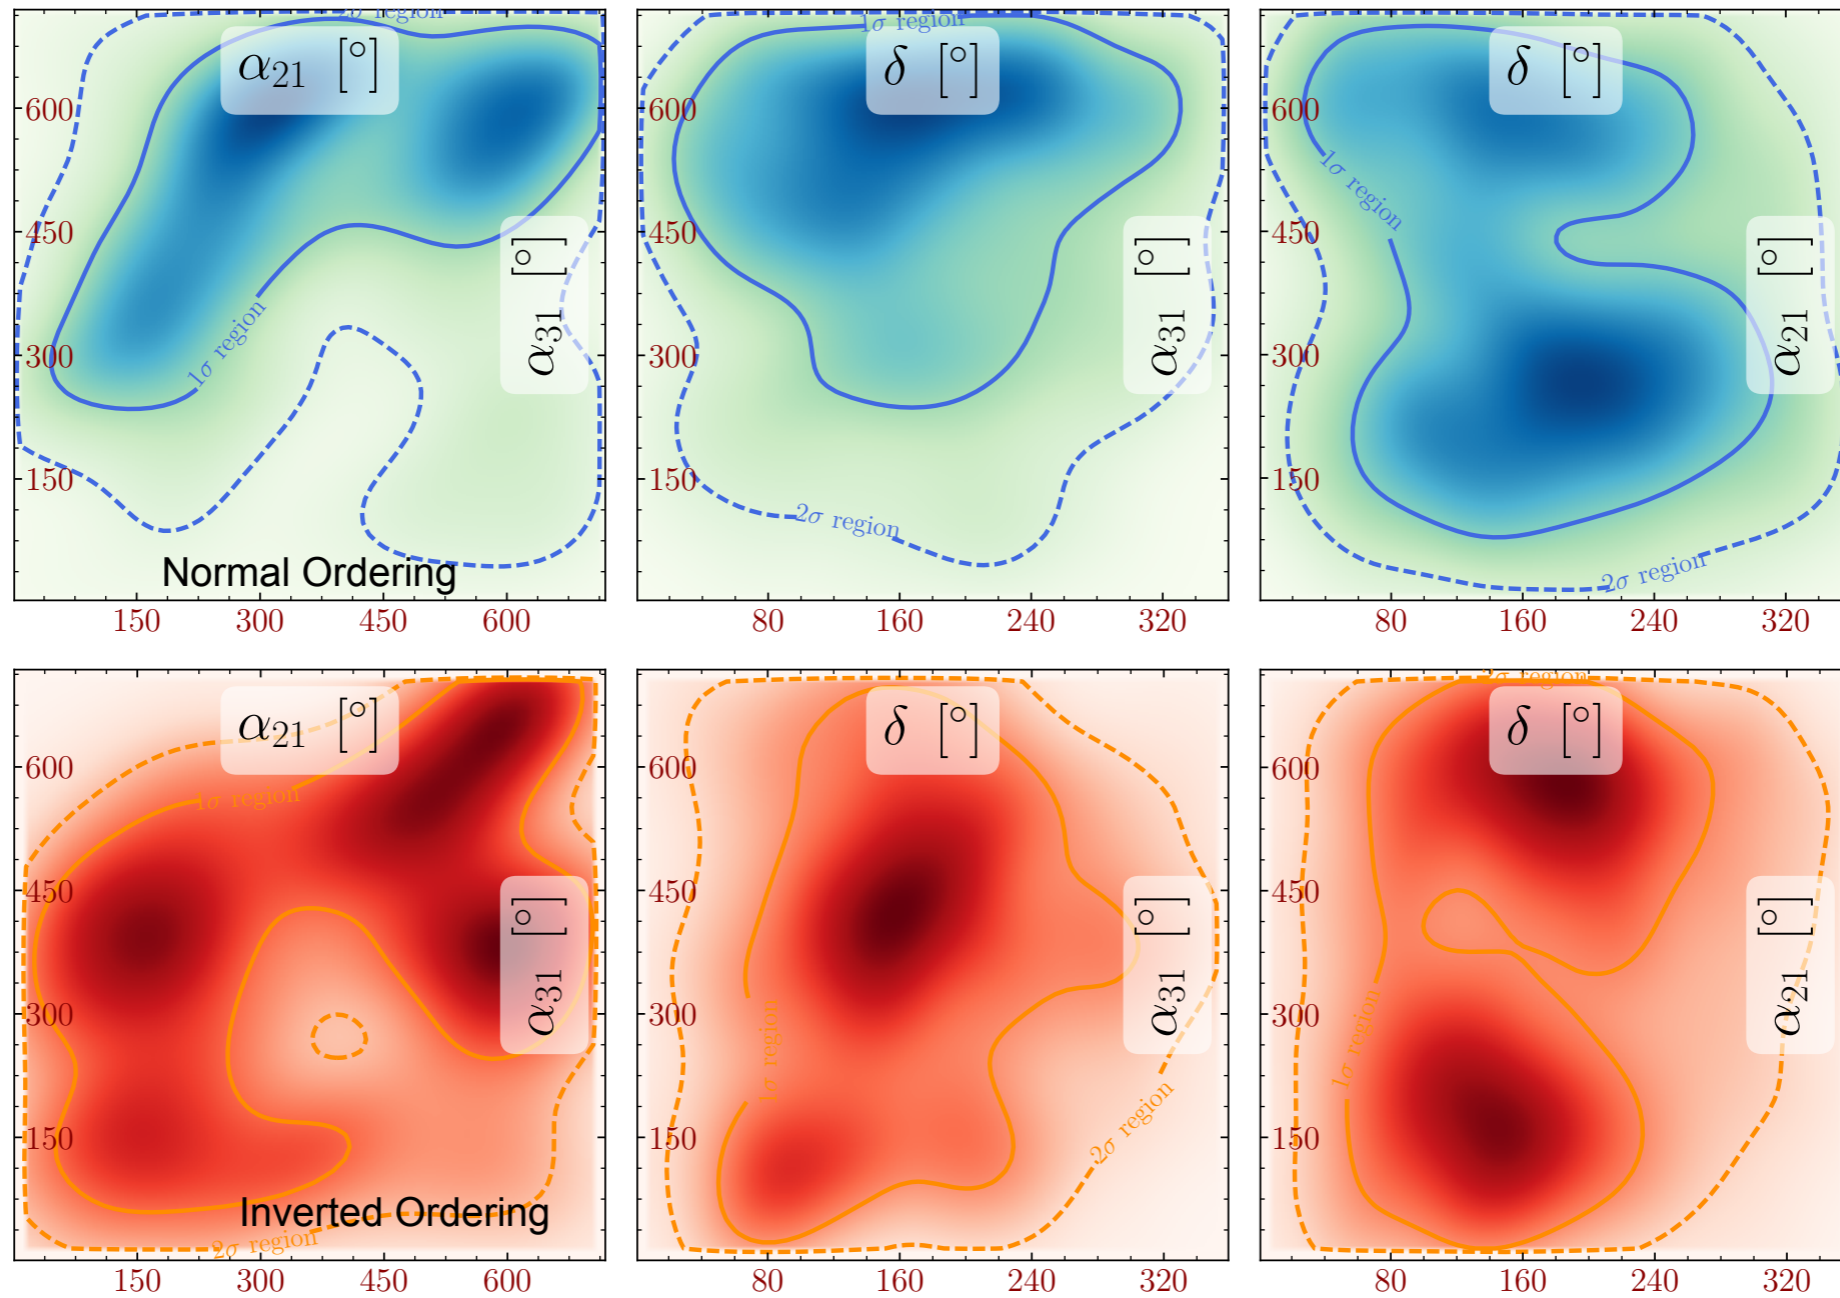 2σ region
α₂₁ [°]
600
450
300
150
1σ region
α₃₁ [°]
Normal Ordering
150 300 450 600
1σ region
δ [°]
600
450
300
150
α₃₁ [°]
2σ region
80 160 240 320
δ [°]
600
450
300
150
1σ region
α₂₁ [°]
2σ region
80 160 240 320
α₂₁ [°]
600
450
300
150
1σ region
α₃₁ [°]
Inverted Ordering
2σ region
150 300 450 600
δ [°]
600
450
300
150
α₃₁ [°]
1σ region
2σ region
80 160 240 320
2σ region
δ [°]
600
450
300
150
1σ region
α₂₁ [°]
80 160 240 320